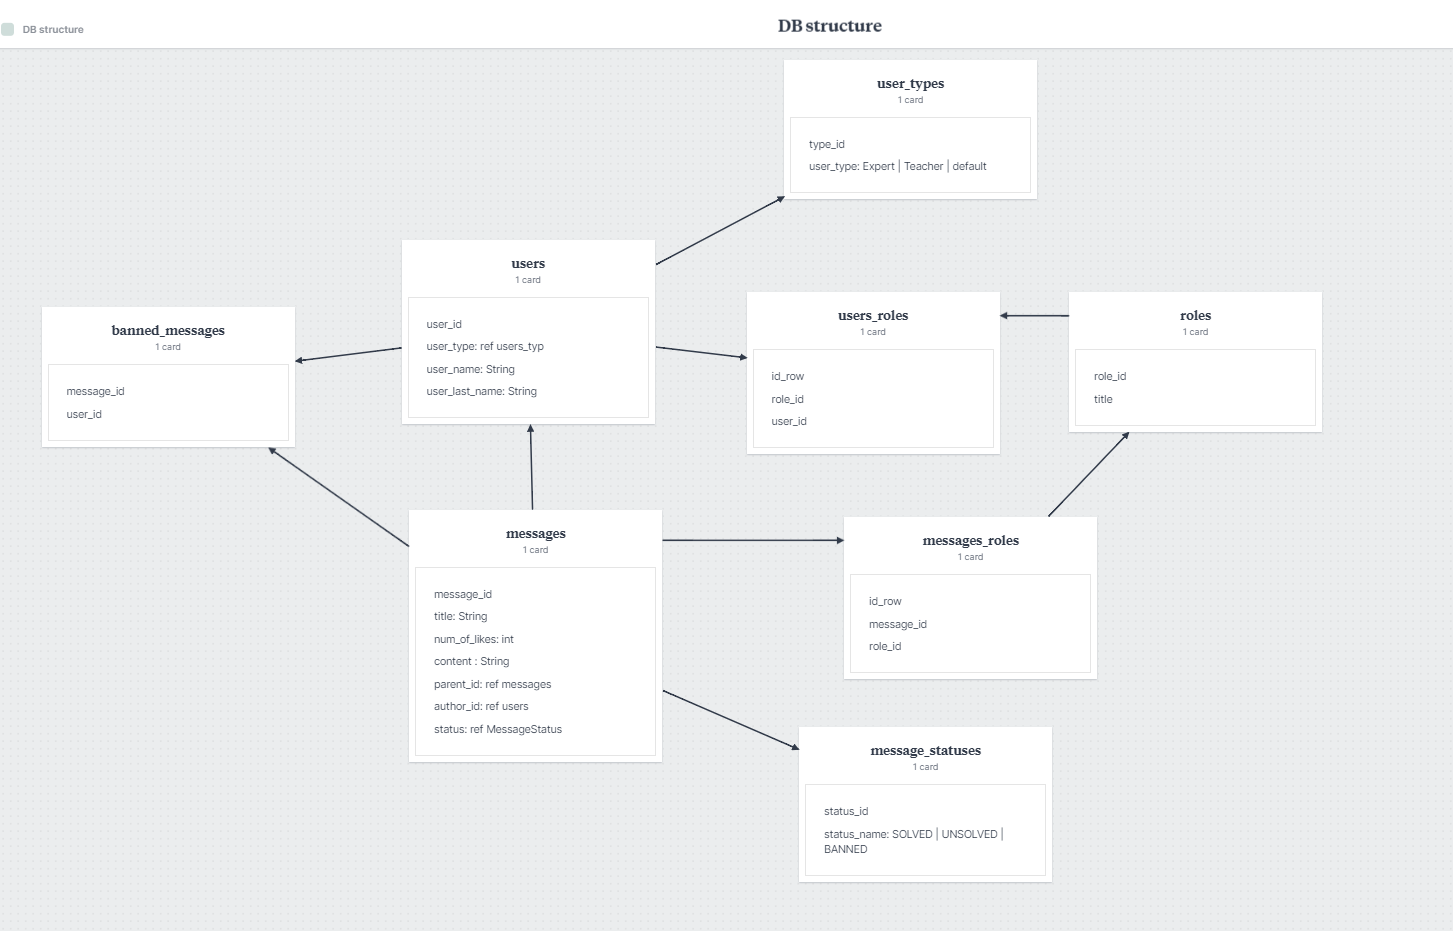 DB structure
DB structure
user_types
1 card
type_id
user_type: Expert | Teacher | default
users
1 card
user_id
user_type: ref users_typ
user_name: String
user_last_name: String
banned_messages
1 card
message_id
user_id
users_roles
1 card
id_row
role_id
user_id
roles
1 card
role_id
title
messages
1 card
message_id
title: String
num_of_likes: int
content : String
parent_id: ref messages
author_id: ref users
status: ref MessageStatus
messages_roles
1 card
id_row
message_id
role_id
message_statuses
1 card
status_id
status_name: SOLVED | UNSOLVED |
BANNED